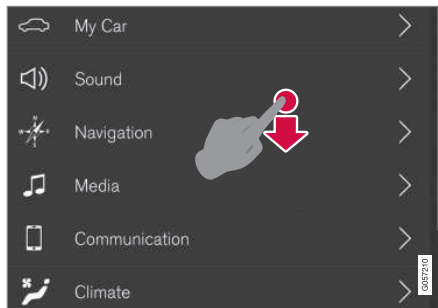 My Car
Sound
Navigation
Media
Communication
Climate
G057210